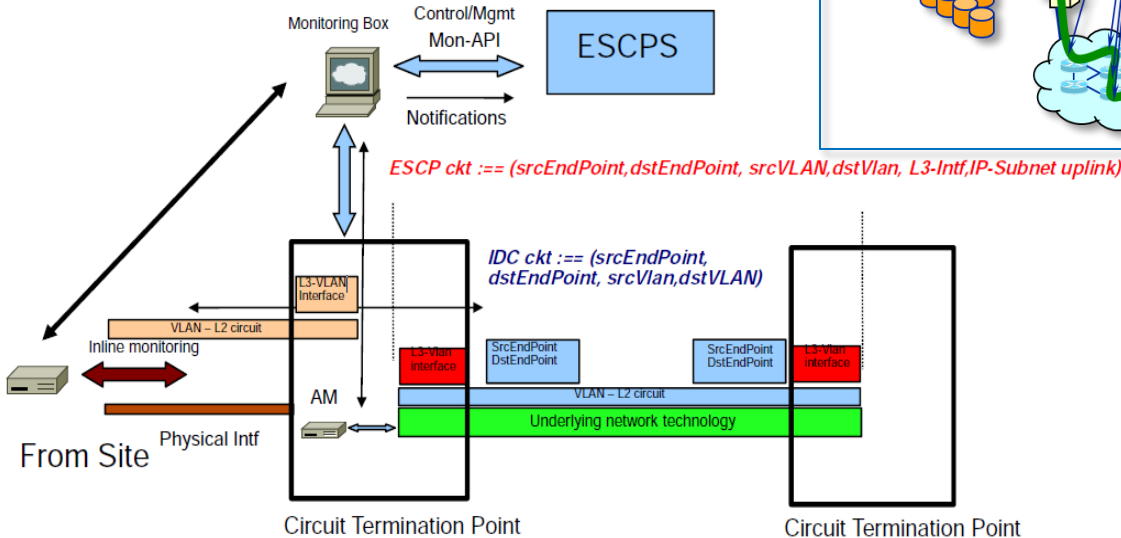 Monitoring Box
Control/Mgmt
Mon-API
ESCPS
Notifications
ESCP ckt :== (srcEndPoint,dstEndPoint, srcVLAN,dstVlan, L3-Intf,IP-Subnet uplink)
IDC ckt :== (srcEndPoint,
dstEndPoint, srcVlan,dstVLAN)
L3-VLAN
Interface
VLAN – L2 circuit
Inline monitoring
L3-Vlan
interface
SrcEndPoint
DstEndPoint
SrcEndPoint
DstEndPoint
L3-Vlan
interface
AM
VLAN – L2 circuit
Underlying network technology
Physical Intf
From Site
Circuit Termination Point
Circuit Termination Point